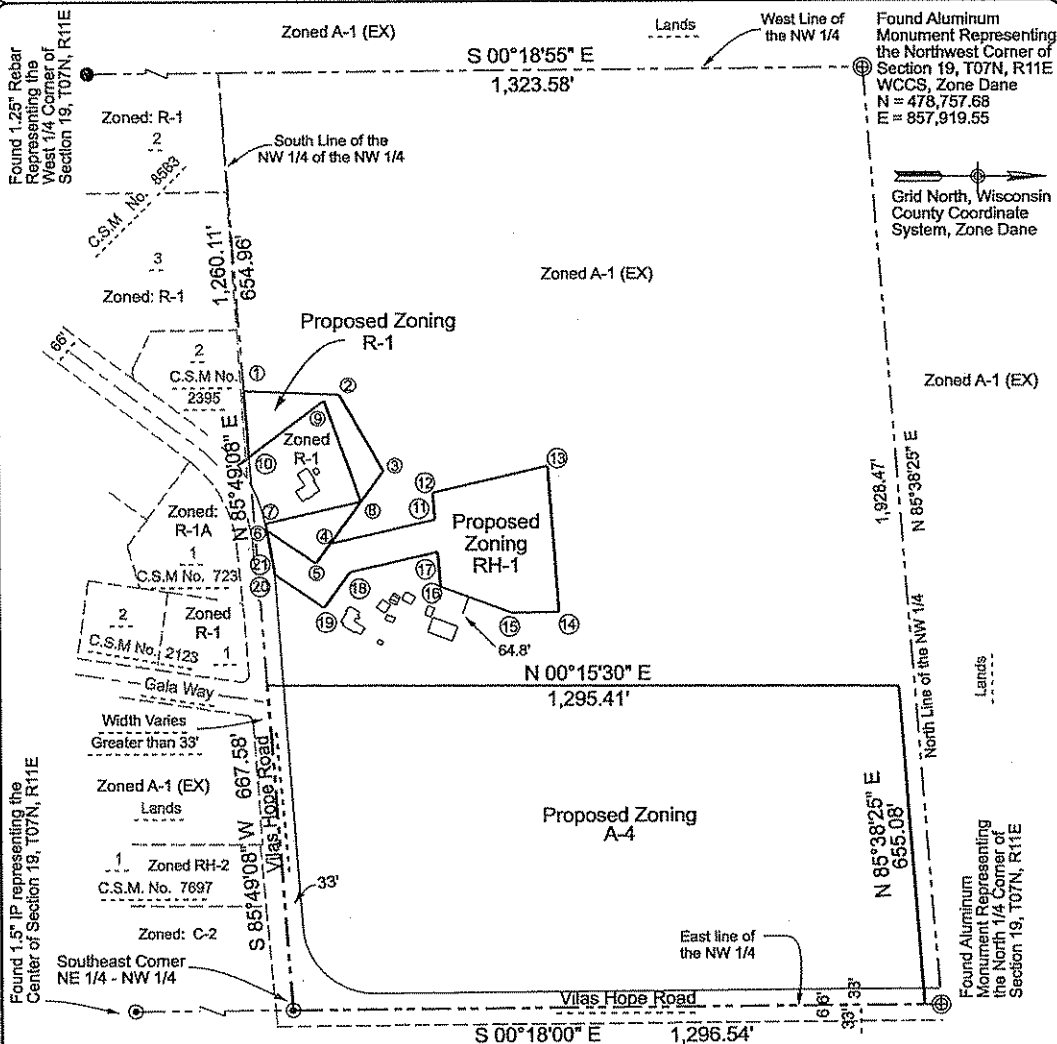 Zoned A-1 (EX)
Lands
West Line of
the NW 1/4
S 00°18'55" E
1,323.58'
Found Aluminum
Monument Representing
the Northwest Corner of
Section 19, T07N, R11E
WCCS, Zone Dane
N = 478,757.68
E = 857,919.55
Found 1.25" Rebar
Representing the
West 1/4 Corner of
Section 19, T07N, R11E
Zoned: R-1
2
C.S.M No. 8583
South Line of the
NW 1/4 of the NW 1/4
Grid North, Wisconsin
County Coordinate
System, Zone Dane
3
Zoned: R-1
1,260.11'
654.96'
Zoned A-1 (EX)
Proposed Zoning
R-1
66'
2
C.S.M No.
2395
1
2
Zoned A-1 (EX)
9
Zoned
R-1
10
3
N 85°49'08" E
1,928.47'
N 85°38'25" E
12
13
11
8
7
6
4
Proposed
Zoning
RH-1
Zoned:
R-1A
1
C.S.M No. 723
21
20
5
17
18
16
19
15
14
64.8'
2
Zoned
R-1
C.S.M No. 2123
1
Gala Way
N 00°15'30" E
1,295.41'
North Line of the NW 1/4
Lands
Width Varies
Greater than 33'
Zoned A-1 (EX)
Lands
S 85°49'08" W 667.58'
Vilas Hope Road
Proposed Zoning
A-4
N 85°38'25" E
655.08'
1
Zoned RH-2
C.S.M. No. 7697
33'
Zoned: C-2
Southeast Corner
NE 1/4 - NW 1/4
Found 1.5" IP representing the
Center of Section 19, T07N, R11E
East line of
the NW 1/4
Vilas Hope Road
66'
33'
33'
S 00°18'00" E
1,296.54'
Found Aluminum
Monument Representing
the North 1/4 Corner of
Section 19, T07N, R11E